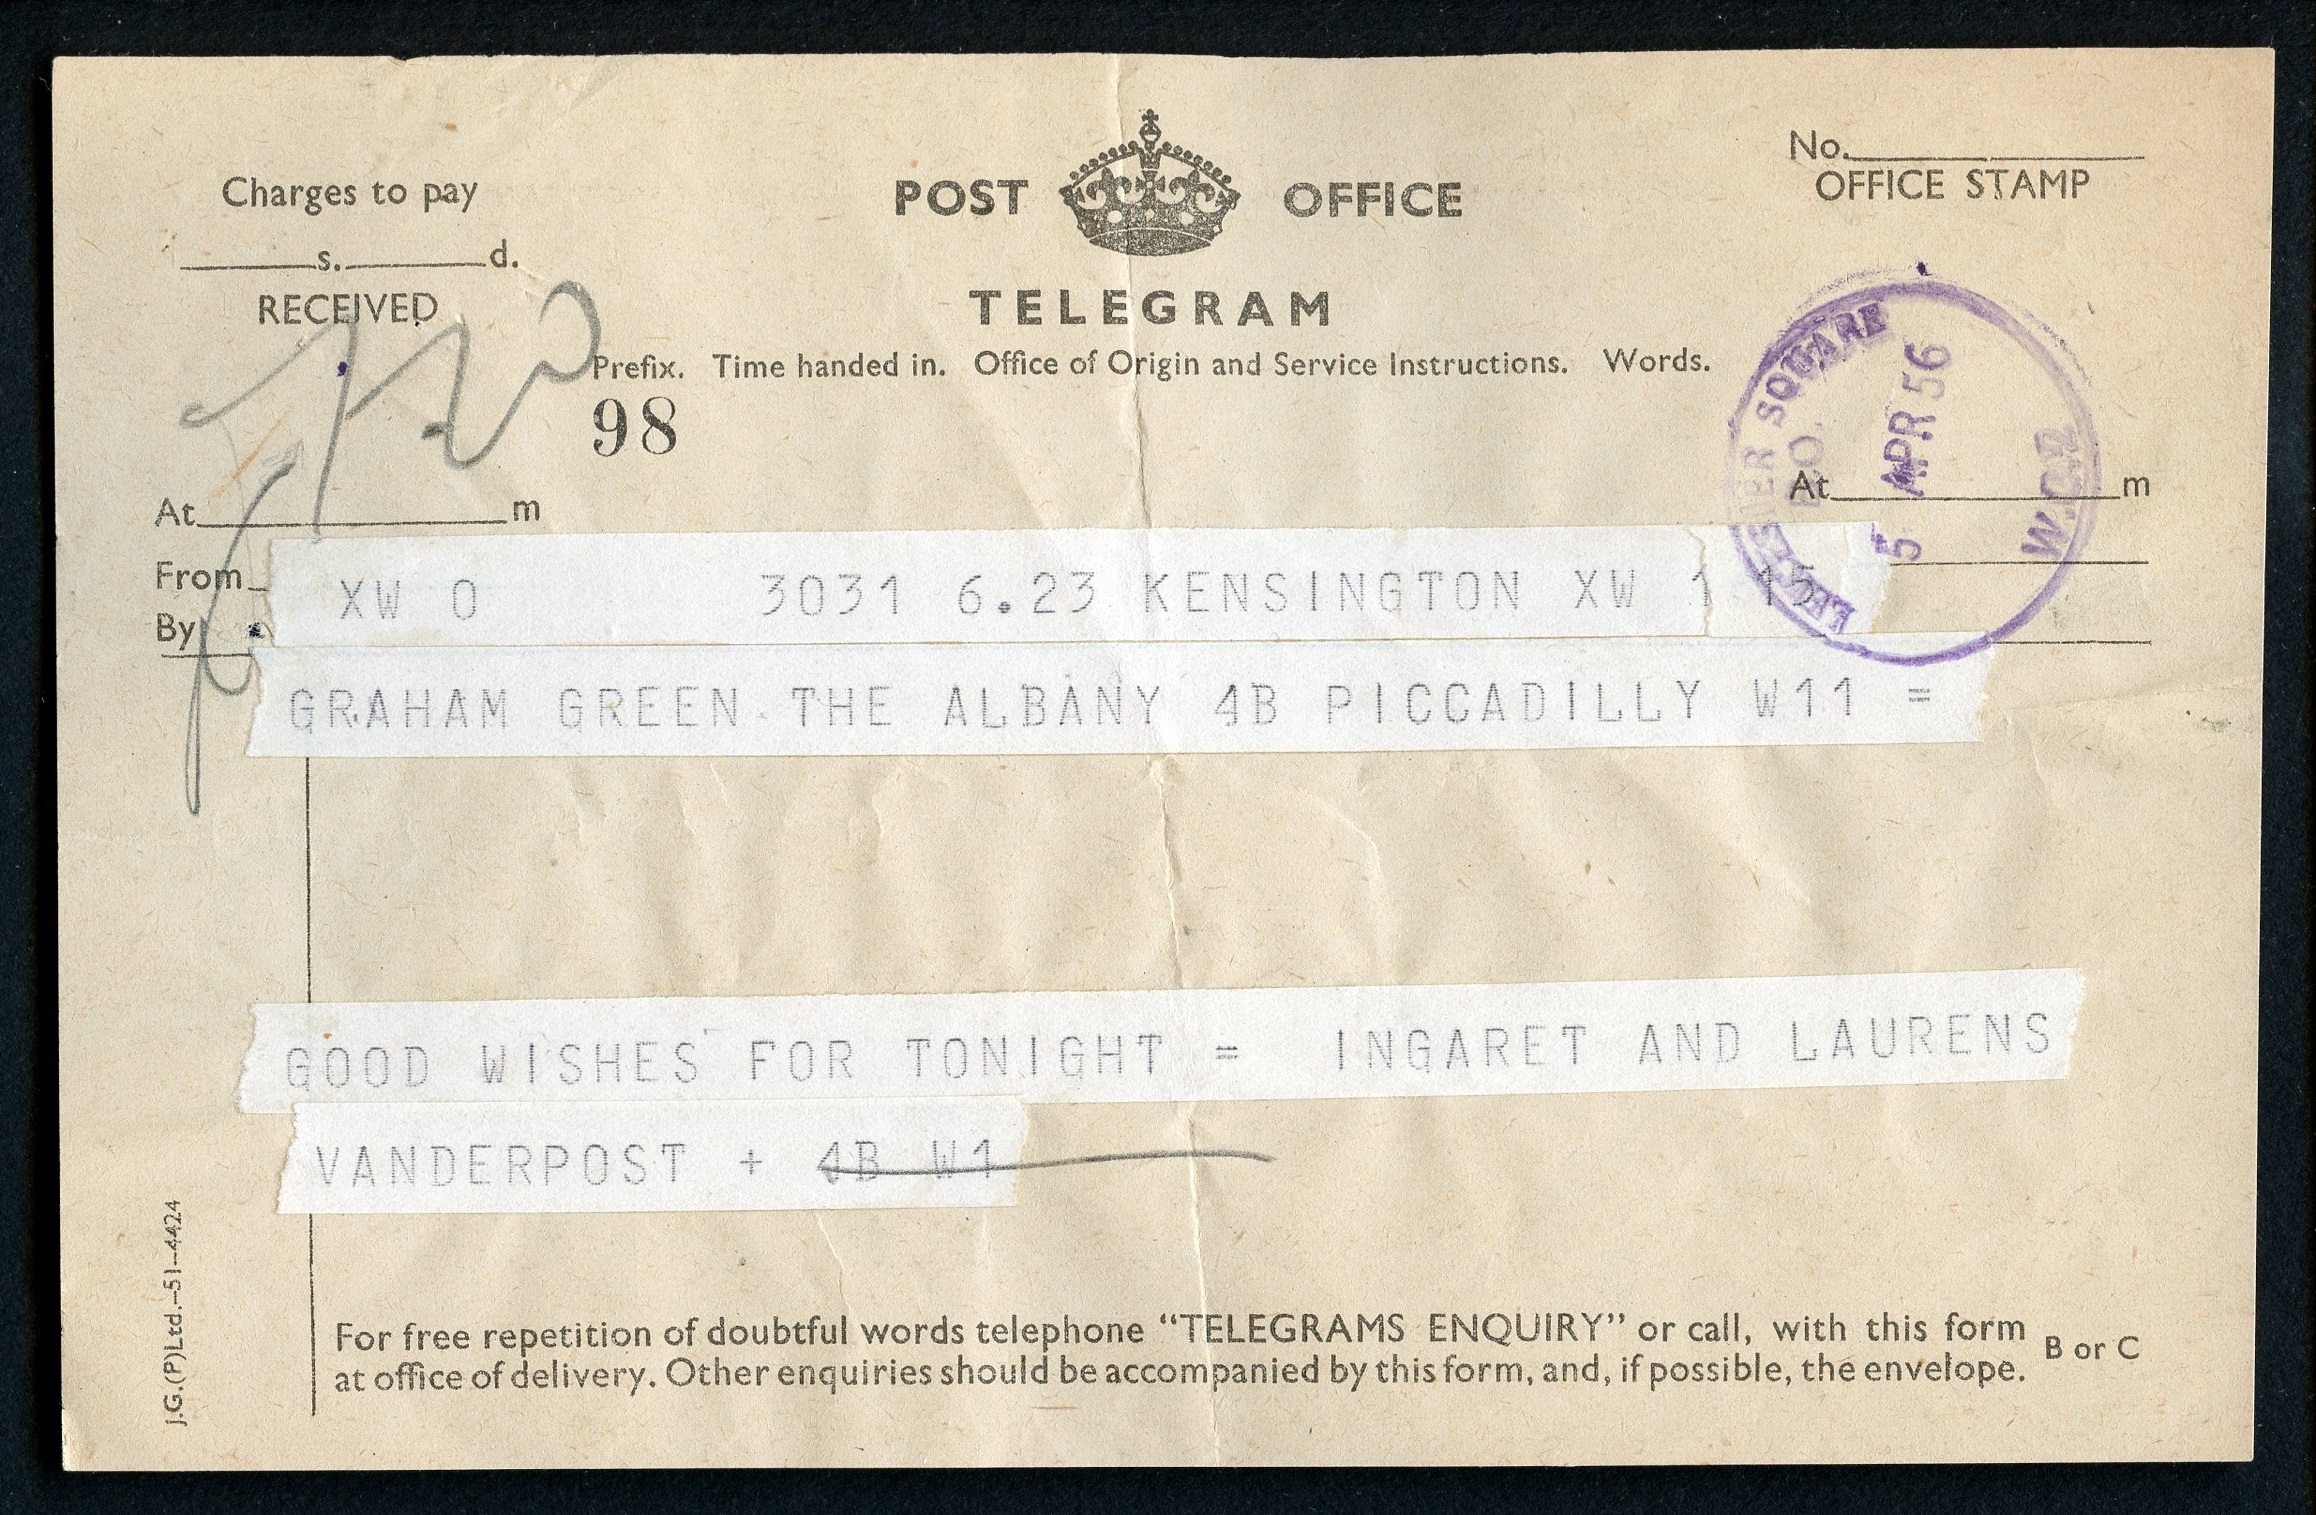 Charges to pay
s. d.
RECEIVED
POST OFFICE
TELEGRAM
Prefix. Time handed in. Office of Origin and Service Instructions. Words.
98
No.
OFFICE STAMP
LEICESTER SQUARE
B.O.
5 APR 56
W.C.2
At m
At m
From
By
XW 0 3031 6.23 KENSINGTON XW 1 15
GRAHAM GREEN THE ALBANY 4B PICCADILLY W11 =
GOOD WISHES FOR TONIGHT = INGARET AND LAURENS
VANDERPOST + 4B W1
J.G.(P)Ltd.-51-4424
For free repetition of doubtful words telephone “TELEGRAMS ENQUIRY” or call, with this form
at office of delivery. Other enquiries should be accompanied by this form, and, if possible, the envelope.
B or C